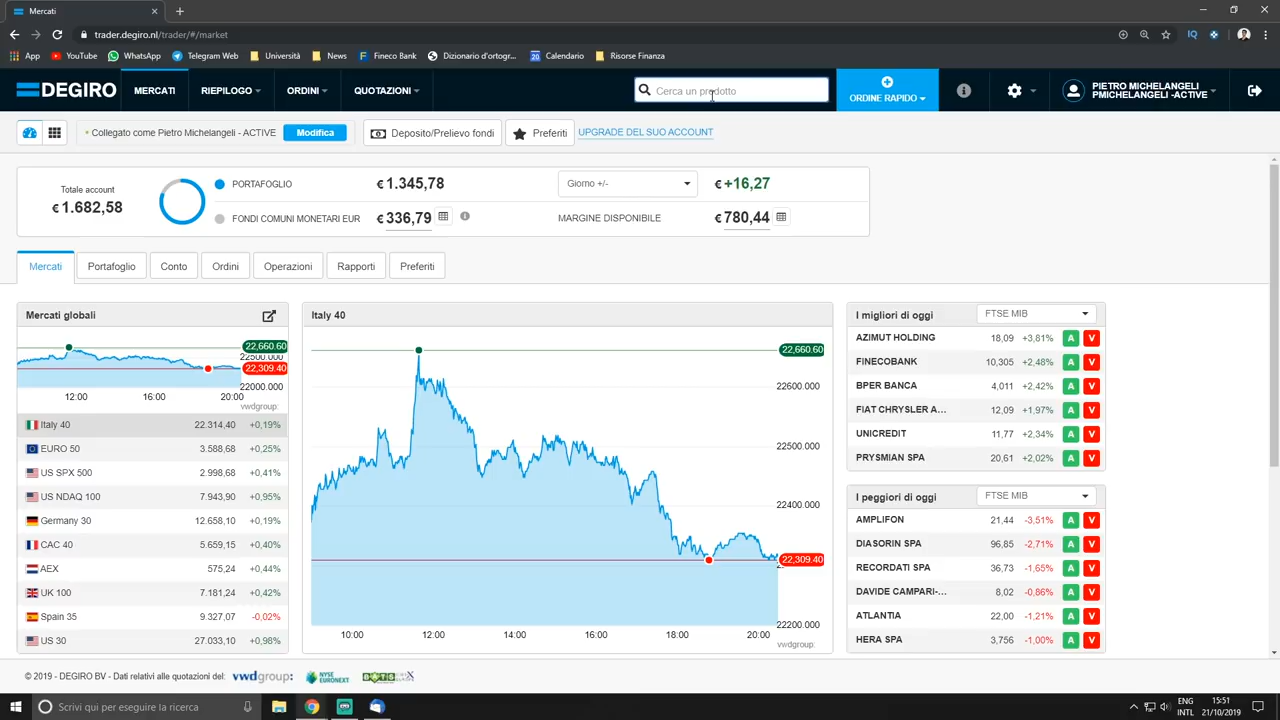 Mercati
trader.degiro.nl/trader/#/market
App YouTube WhatsApp Telegram Web Università News Fineco Bank Dizionario d'ortogr... Calendario Risorse Finanza
DEGIRO MERCATI RIEPILOGO ORDINI QUOTAZIONI Cerca un prodotto ORDINE RAPIDO PIETRO MICHELANGELI
PMICHELANGELI -ACTIVE
• Collegato come Pietro Michelangeli - ACTIVE Modifica Deposito/Prelievo fondi Preferiti UPGRADE DEL SUO ACCOUNT
Totale account
€ 1.682,58
PORTAFOGLIO € 1.345,78 Giorno +/- € +16,27
FONDI COMUNI MONETARI EUR € 336,79 MARGINE DISPONIBILE € 780,44
Mercati Portafoglio Conto Ordini Operazioni Rapporti Preferiti
Mercati globali
22,660.60
22500.000
22,309.40
22000.000
12:00 16:00 20:00
vwdgroup:
Italy 40 22.314,40 +0,19%
EURO 50 3.588,68 +0,25%
US SPX 500 2.998,68 +0,41%
US NDAQ 100 7.943,90 +0,95%
Germany 30 12.658,10 +0,19%
CAC 40 5.659,15 +0,40%
AEX 575,24 +0,44%
UK 100 7.181,24 +0,42%
Spain 35 9.327,07 -0,02%
US 30 27.033,10 +0,98%
Italy 40
22,660.60
22600.000
22500.000
22400.000
22,309.40
22200.000
10:00 12:00 14:00 16:00 18:00 20:00
vwdgroup:
I migliori di oggi FTSE MIB
AZIMUT HOLDING 18,09 +3,81% A V
FINECOBANK 10,305 +2,48% A V
BPER BANCA 4,011 +2,42% A V
FIAT CHRYSLER A... 12,09 +1,97% A V
UNICREDIT 11,77 +2,34% A V
PRYSMIAN SPA 20,61 +2,02% A V
I peggiori di oggi FTSE MIB
AMPLIFON 21,44 -3,51% A V
DIASORIN SPA 96,85 -2,71% A V
RECORDATI SPA 36,73 -1,65% A V
DAVIDE CAMPARI-... 8,02 -0,86% A V
ATLANTIA 22,00 -1,21% A V
HERA SPA 3,756 -1,00% A V
© 2019 - DEGIRO BV - Dati relativi alle quotazioni del: vwdgroup: NYSE EURONEXT
Scrivi qui per eseguire la ricerca
ENG
INTL
15:51
21/10/2019